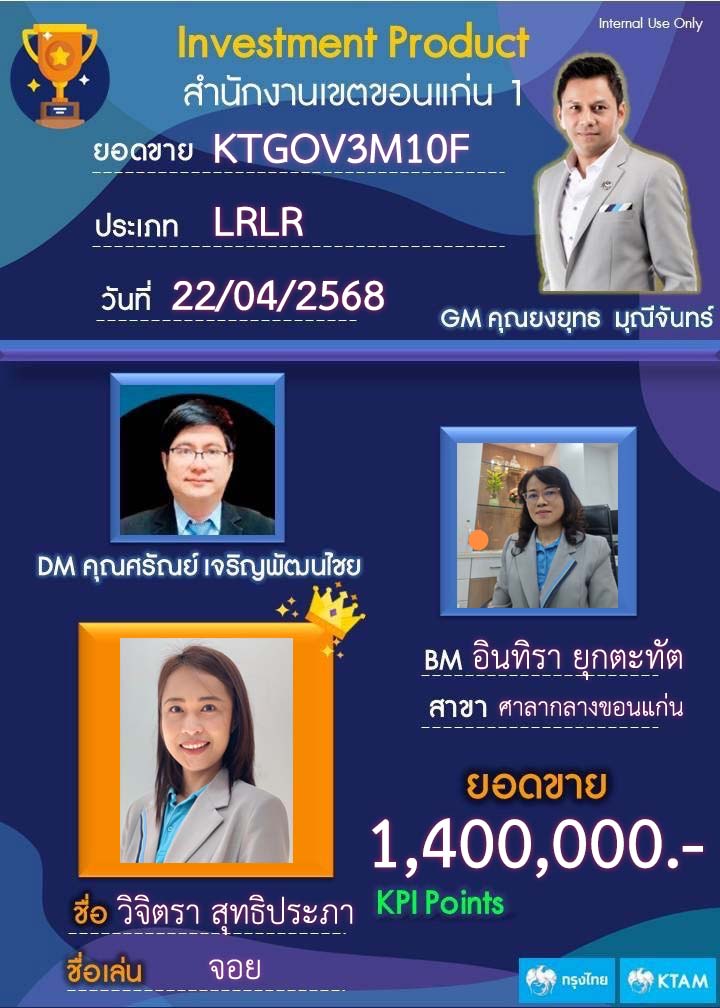 Internal Use Only
Investment Product
สำนักงานเขตขอนแก่น 1
ยอดขาย KTGOV3M10F
ประเภท LRLR
วันที่ 22/04/2568
GM คุณยงยุทธ มุณีจันทร์
DM คุณศรัณย์ เจริญพัฒนไชย
BM อินทิรา ยุกตะทัต
สาขา ศาลากลางขอนแก่น
ยอดขาย
1,400,000.-
KPI Points
ชื่อ วิจิตรา สุทธิประภา
ชื่อเล่น จอย
กรุงไทย KTAM